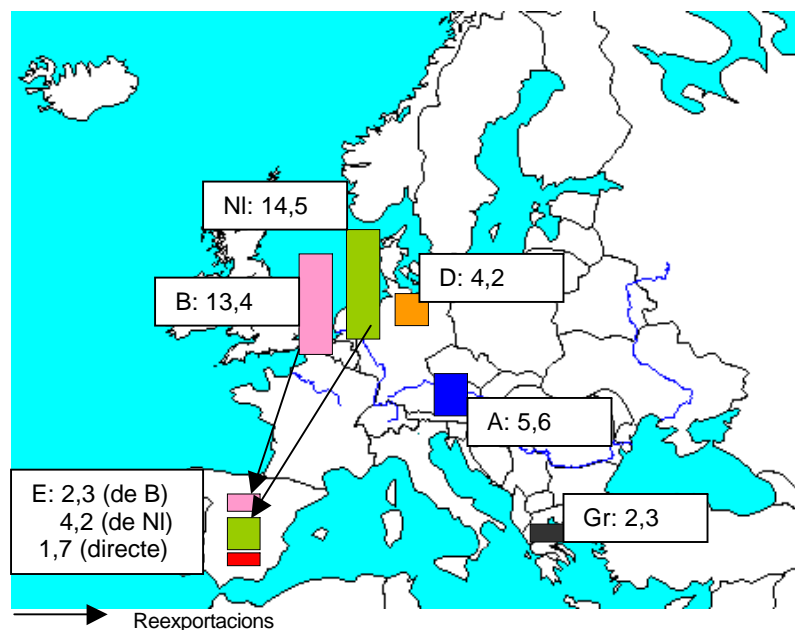 Nl: 14,5
B: 13,4
D: 4,2
A: 5,6
E: 2,3 (de B)
4,2 (de Nl)
1,7 (directe)
Gr: 2,3
Reexportacions